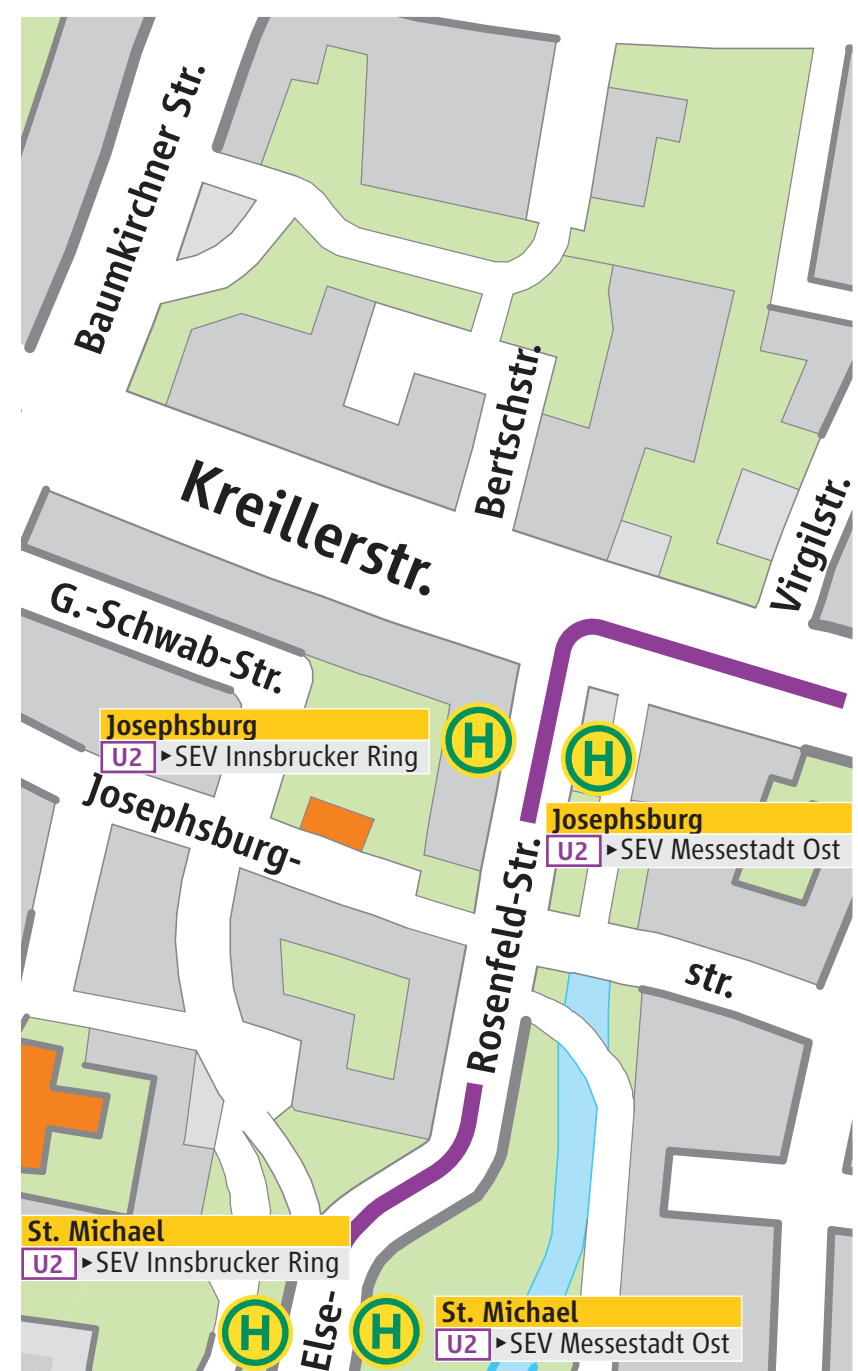 Baumkirchner Str.
Bertschstr.
Kreillerstr.
Virgilstr.
G.-Schwab-Str.
Josephsburg
U2 ▸SEV Innsbrucker Ring
H
H
Josephsburg
U2 ▸SEV Messestadt Ost
Josephsburg-
str.
Rosenfeld-Str.
St. Michael
U2 ▸SEV Innsbrucker Ring
H
Else-
H
St. Michael
U2 ▸SEV Messestadt Ost